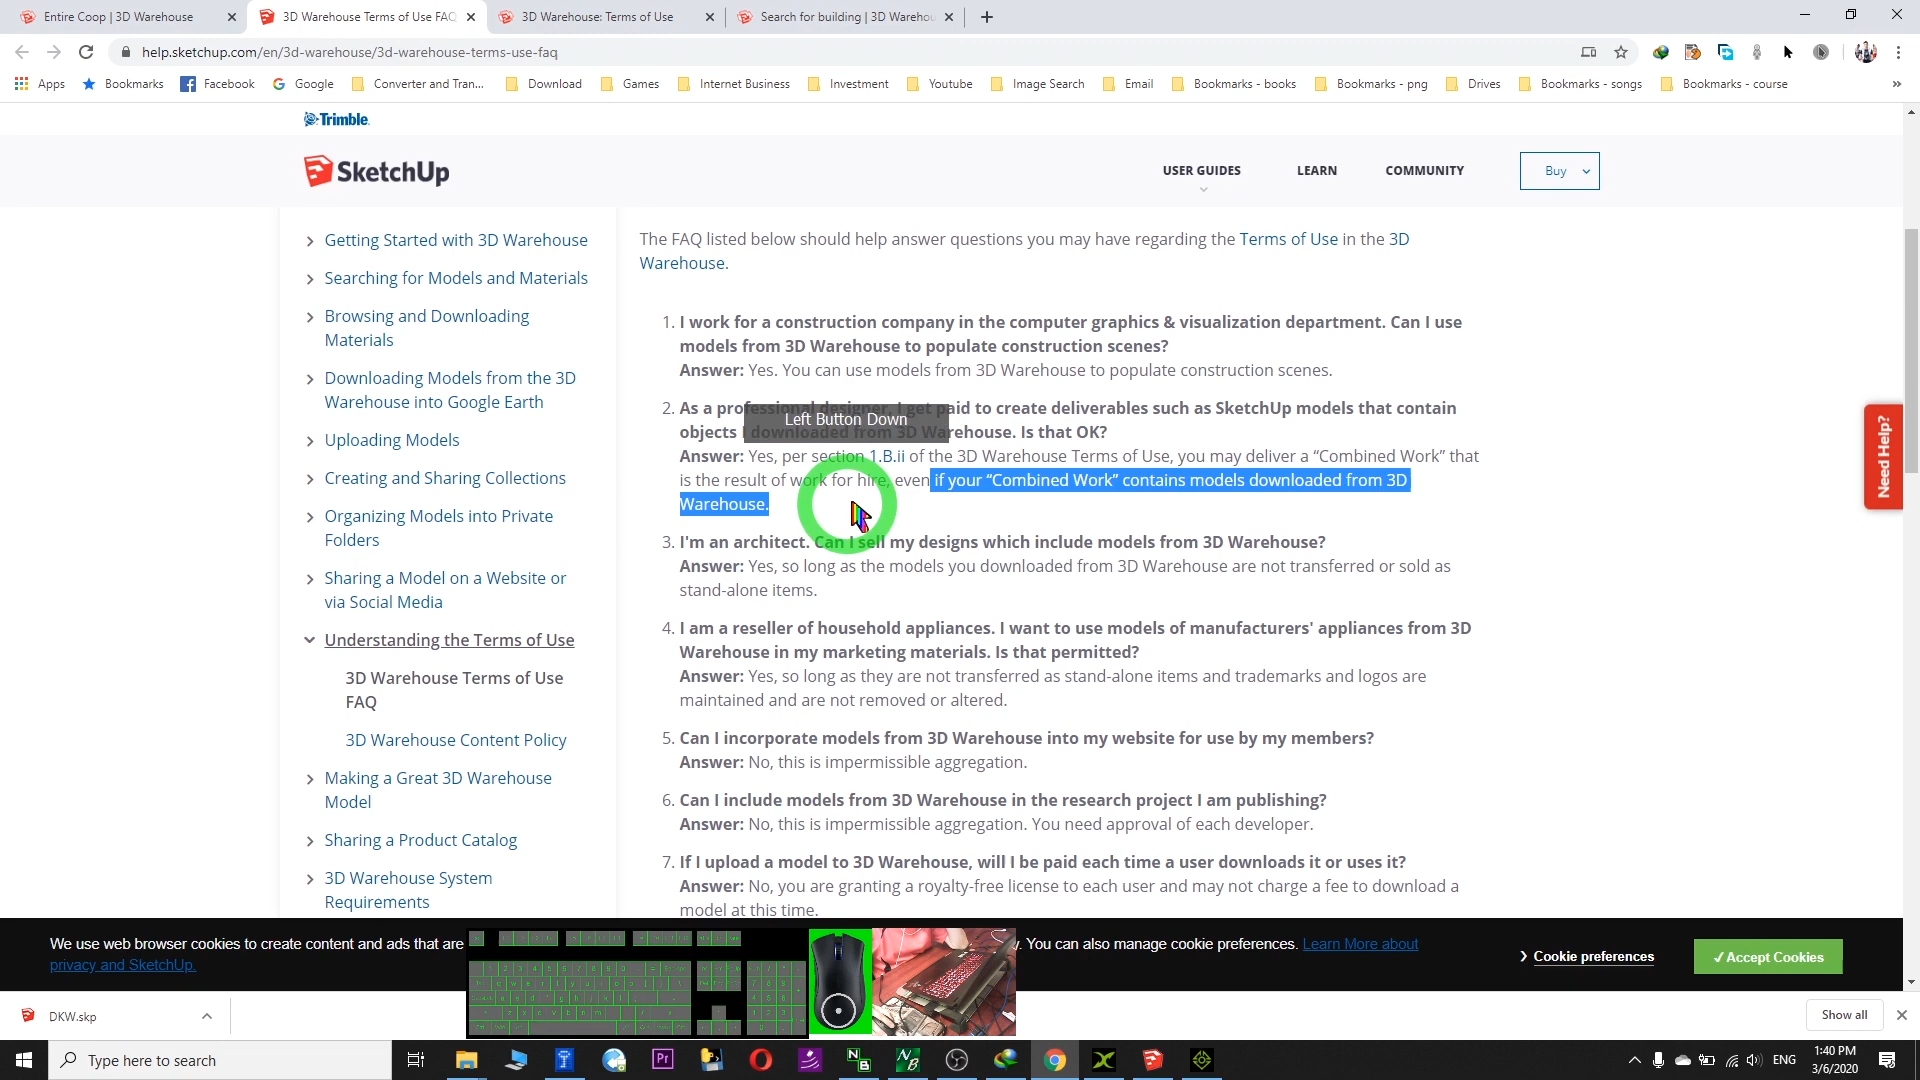 Entire Coop | 3D Warehouse
3D Warehouse Terms of Use FAQ
3D Warehouse: Terms of Use
Search for building | 3D Warehou
help.sketchup.com/en/3d-warehouse/3d-warehouse-terms-use-faq
Apps
Bookmarks
Facebook
Google
Converter and Tran...
Download
Games
Internet Business
Investment
Youtube
Image Search
Email
Bookmarks - books
Bookmarks - png
Drives
Bookmarks - songs
Bookmarks - course
Trimble.
SketchUp
USER GUIDES
LEARN
COMMUNITY
Buy
Getting Started with 3D Warehouse
Searching for Models and Materials
Browsing and Downloading
Materials
Downloading Models from the 3D
Warehouse into Google Earth
Uploading Models
Creating and Sharing Collections
Organizing Models into Private
Folders
Sharing a Model on a Website or
via Social Media
Understanding the Terms of Use
3D Warehouse Terms of Use
FAQ
3D Warehouse Content Policy
Making a Great 3D Warehouse
Model
Sharing a Product Catalog
3D Warehouse System
Requirements
The FAQ listed below should help answer questions you may have regarding the Terms of Use in the 3D
Warehouse.
1. I work for a construction company in the computer graphics & visualization department. Can I use
models from 3D Warehouse to populate construction scenes?
Answer: Yes. You can use models from 3D Warehouse to populate construction scenes.
2. As a professional designer, I get paid to create deliverables such as SketchUp models that contain
objects I downloaded from 3D Warehouse. Is that OK?
Left Button Down
Answer: Yes, per section 1.B.ii of the 3D Warehouse Terms of Use, you may deliver a “Combined Work” that
is the result of work for hire, even if your “Combined Work” contains models downloaded from 3D
Warehouse.
3. I'm an architect. Can I sell my designs which include models from 3D Warehouse?
Answer: Yes, so long as the models you downloaded from 3D Warehouse are not transferred or sold as
stand-alone items.
4. I am a reseller of household appliances. I want to use models of manufacturers' appliances from 3D
Warehouse in my marketing materials. Is that permitted?
Answer: Yes, so long as they are not transferred as stand-alone items and trademarks and logos are
maintained and are not removed or altered.
5. Can I incorporate models from 3D Warehouse into my website for use by my members?
Answer: No, this is impermissible aggregation.
6. Can I include models from 3D Warehouse in the research project I am publishing?
Answer: No, this is impermissible aggregation. You need approval of each developer.
7. If I upload a model to 3D Warehouse, will I be paid each time a user downloads it or uses it?
Answer: No, you are granting a royalty-free license to each user and may not charge a fee to download a
model at this time.
Need Help?
We use web browser cookies to create content and ads that are
. You can also manage cookie preferences. Learn More about
privacy and SketchUp.
Cookie preferences
✓Accept Cookies
DKW.skp
Show all
Type here to search
Pr
ENG
1:40 PM
3/6/2020